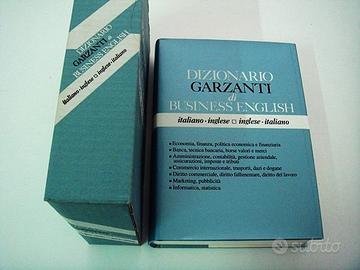 DIZIONARIO
GARZANTI di
BUSINESS ENGLISH
italiano · inglese □ inglese · italiano
DIZIONARIO
GARZANTI
di
BUSINESS ENGLISH
italiano · inglese □ inglese · italiano
• Economia, finanza, politica economica e finanziaria
• Banca, tecnica bancaria, borse valori e merci
• Amministrazione, contabilità, gestione aziendale,
assicurazioni, imposte e tributi
• Commercio internazionale, trasporti, dazi e dogane
• Diritto commerciale, diritto fallimentare, diritto del lavoro
• Marketing, pubblicità
• Informatica, statistica
subito